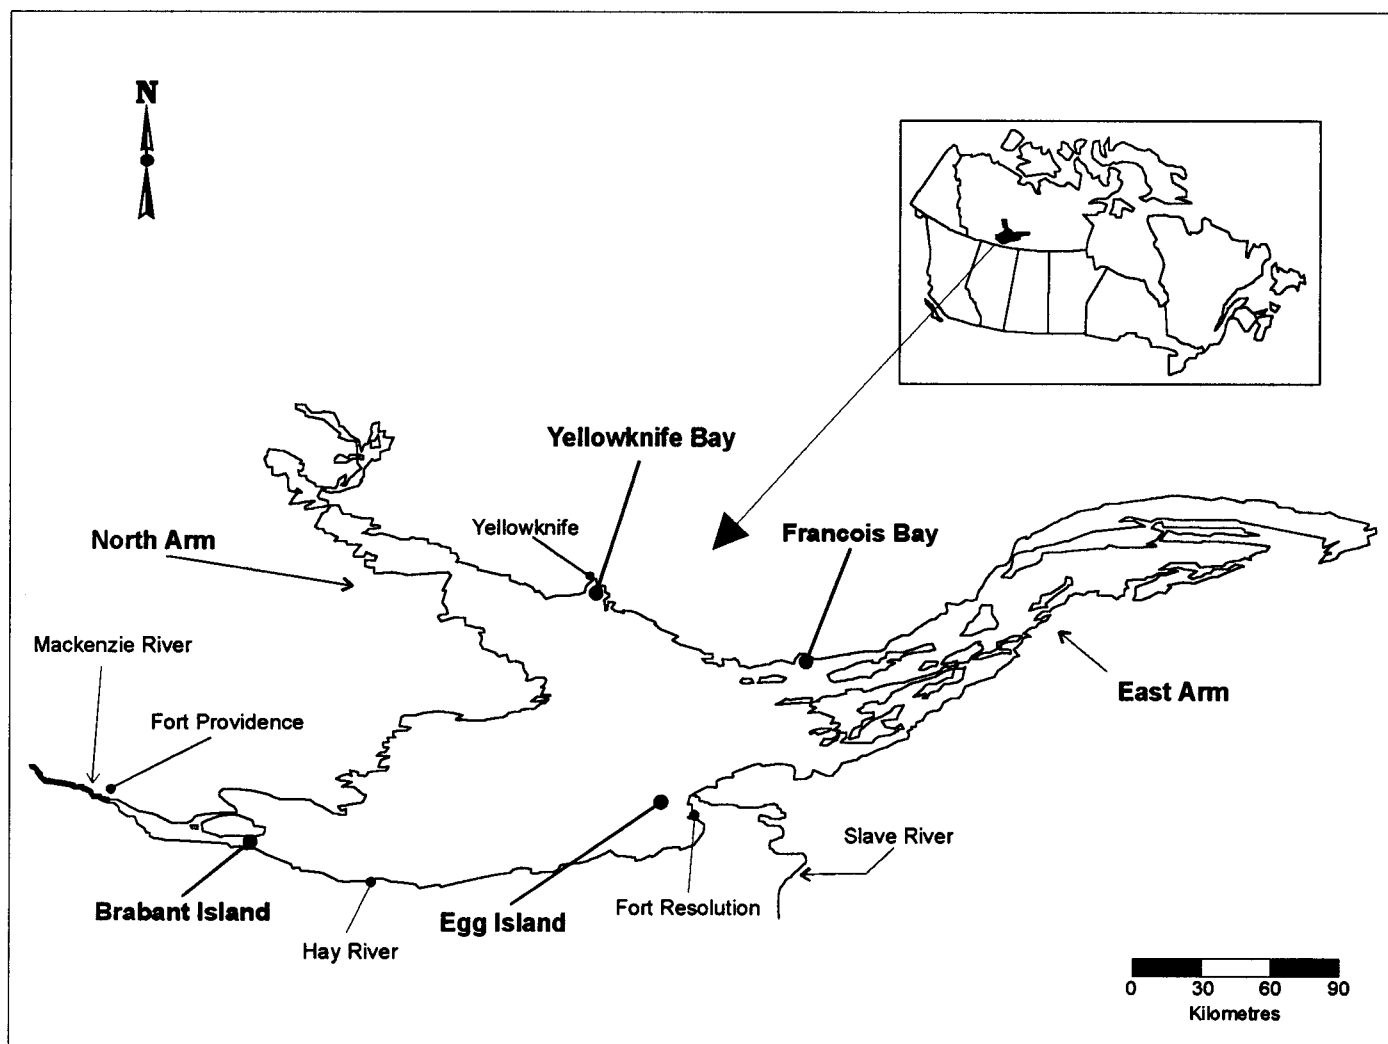 N
Yellowknife Bay
Yellowknife
Francois Bay
North Arm
Mackenzie River
East Arm
Fort Providence
Slave River
Brabant Island
Egg Island
Fort Resolution
Hay River
0 30 60 90
Kilometres